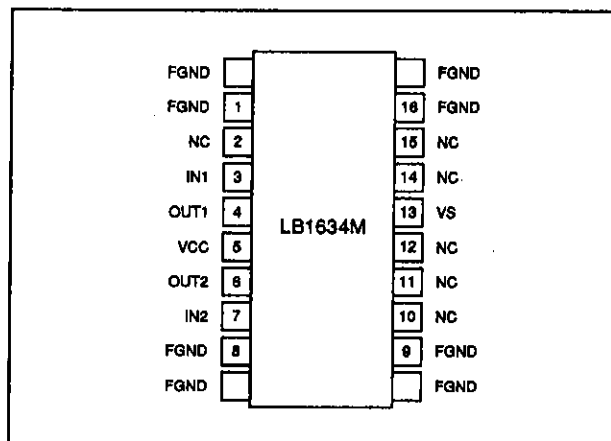 FGND FGND
FGND 1 16 FGND
NC 2 15 NC
IN1 3 14 NC
OUT1 4 13 VS
LB1634M
VCC 5 12 NC
OUT2 6 11 NC
IN2 7 10 NC
FGND 8 9 FGND
FGND FGND